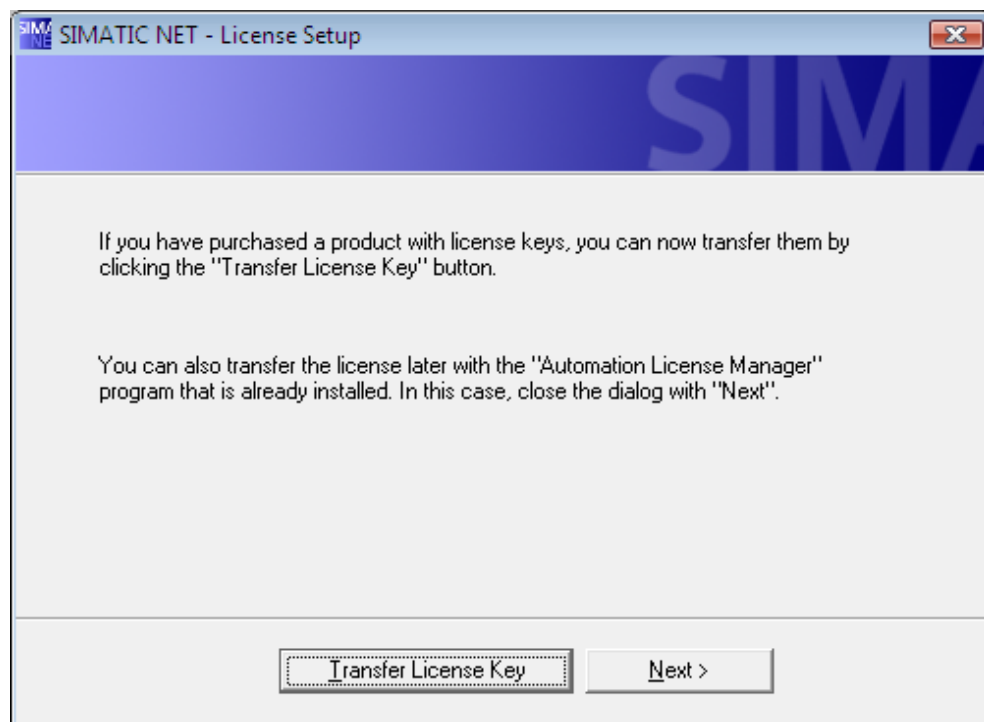 SIMA
NE
SIMATIC NET - License Setup
SIMA
If you have purchased a product with license keys, you can now transfer them by
clicking the "Transfer License Key" button.
You can also transfer the license later with the "Automation License Manager"
program that is already installed. In this case, close the dialog with "Next".
Transfer License Key
Next >